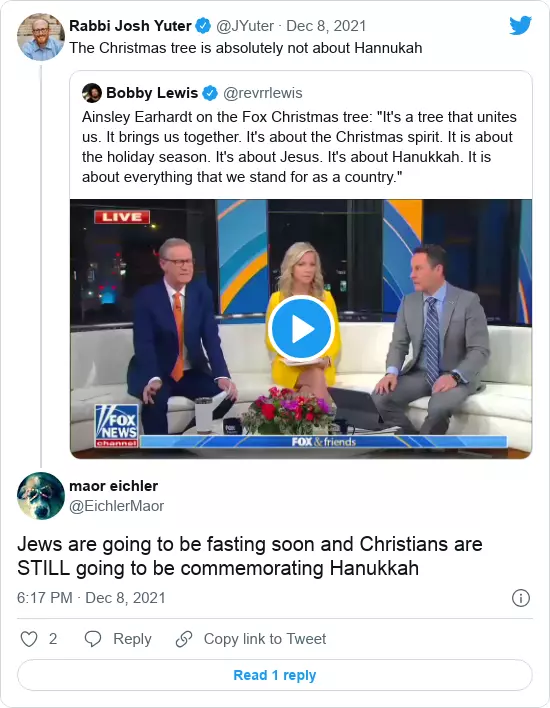 Rabbi Josh Yuter @JYuter · Dec 8, 2021
The Christmas tree is absolutely not about Hannukah
Bobby Lewis @revrrlewis
Ainsley Earhardt on the Fox Christmas tree: "It's a tree that unites
us. It brings us together. It's about the Christmas spirit. It is about
the holiday season. It's about Jesus. It's about Hanukkah. It is
about everything that we stand for as a country."
LIVE
FOX
NEWS
channel
FOX & friends
maor eichler
@EichlerMaor
Jews are going to be fasting soon and Christians are
STILL going to be commemorating Hanukkah
6:17 PM · Dec 8, 2021
2 Reply Copy link to Tweet
Read 1 reply